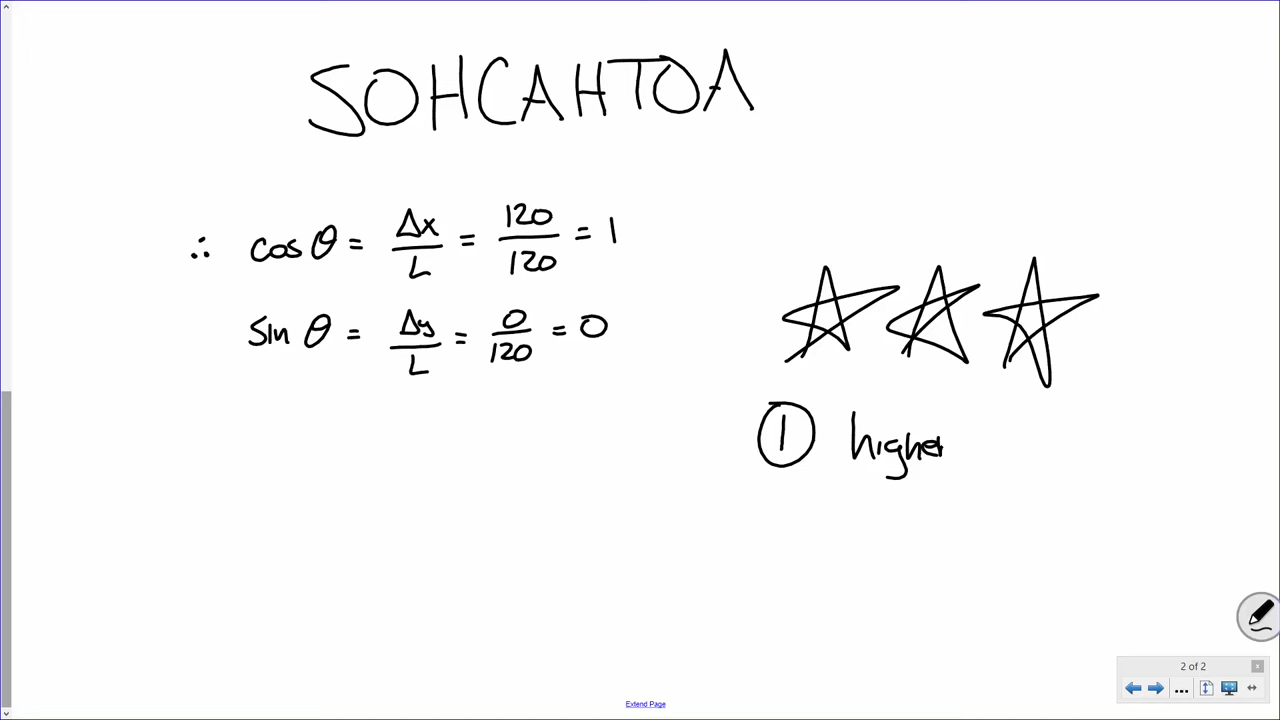 SOHCAHTOA
∴ cos θ = Δx/L = 120/120 = 1
sin θ = Δy/L = 0/120 = 0
① higher
2 of 2
...
Extend Page